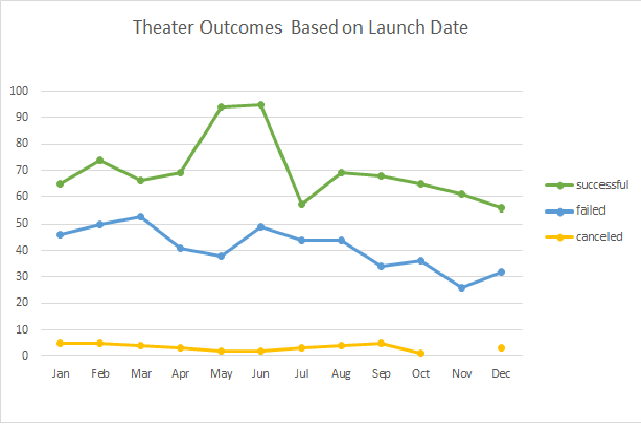 Theater Outcomes Based on Launch Date
100
90
80
70
60
50
40
30
20
10
0
Jan Feb Mar Apr May Jun Jul Aug Sep Oct Nov Dec
successful
failed
cancelled